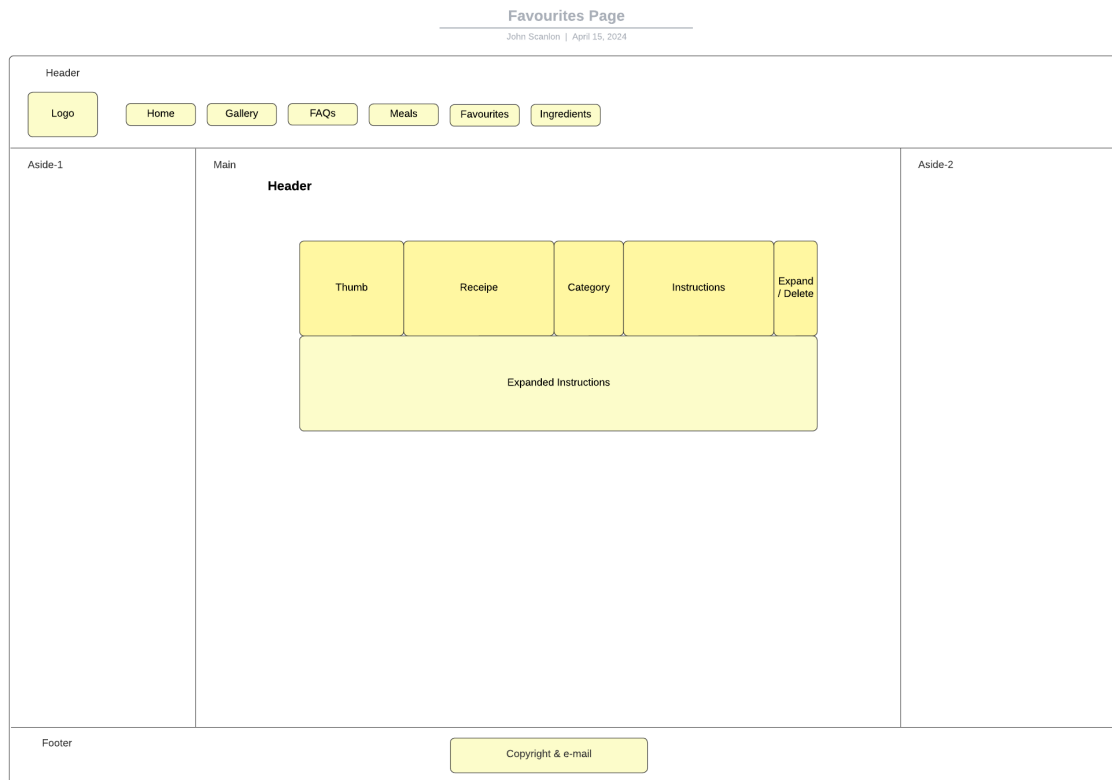 Favourites Page
John Scanlon | April 15, 2024
Header
Logo
Home
Gallery
FAQs
Meals
Favourites
Ingredients
Aside-1
Main
Aside-2
Header
Thumb
Receipe
Category
Instructions
Expand
/ Delete
Expanded Instructions
Footer
Copyright & e-mail